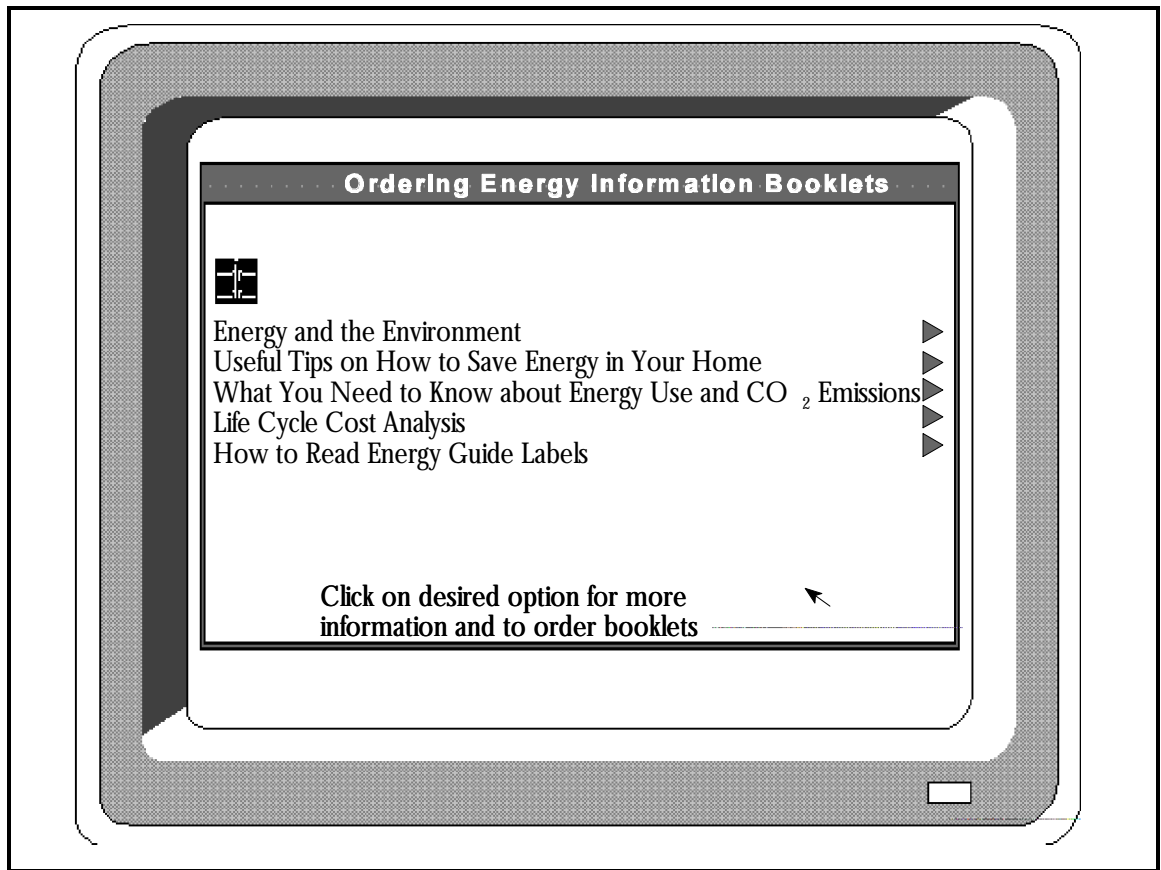 Ordering Energy Information Booklets
Energy and the Environment
Useful Tips on How to Save Energy in Your Home
What You Need to Know about Energy Use and CO ₂ Emissions
Life Cycle Cost Analysis
How to Read Energy Guide Labels
Click on desired option for more
information and to order booklets